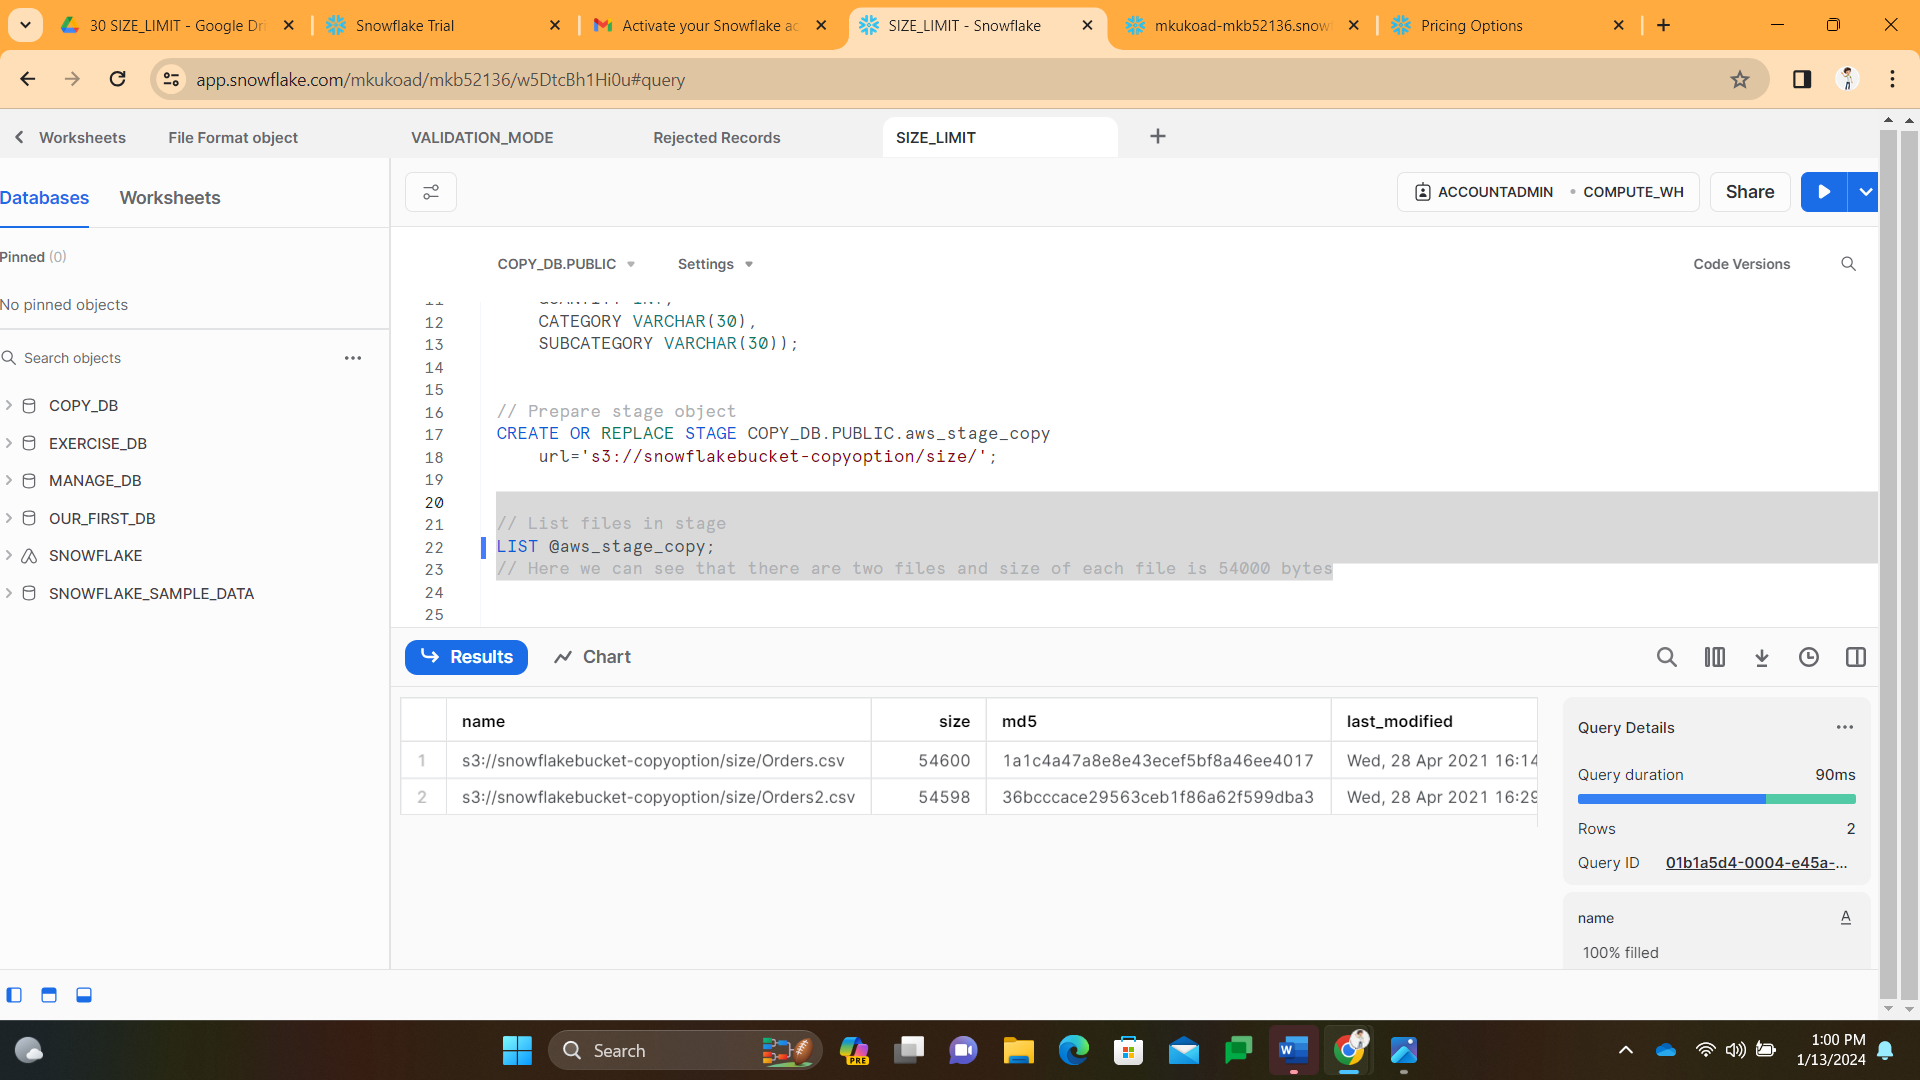 30 SIZE_LIMIT - Google Dri
Snowflake Trial
Activate your Snowflake ac
SIZE_LIMIT - Snowflake
mkukoad-mkb52136.snowf
Pricing Options
app.snowflake.com/mkukoad/mkb52136/w5DtcBh1Hi0u#query
Worksheets
File Format object
VALIDATION_MODE
Rejected Records
SIZE_LIMIT
Databases
Worksheets
ACCOUNTADMIN
COMPUTE_WH
Share
Pinned (0)
No pinned objects
Search objects
COPY_DB
EXERCISE_DB
MANAGE_DB
OUR_FIRST_DB
SNOWFLAKE
SNOWFLAKE_SAMPLE_DATA
COPY_DB.PUBLIC
Settings
Code Versions
11 QUANTITY INT,
12 CATEGORY VARCHAR(30),
13 SUBCATEGORY VARCHAR(30));
14
15
16 // Prepare stage object
17 CREATE OR REPLACE STAGE COPY_DB.PUBLIC.aws_stage_copy
18 url='s3://snowflakebucket-copyoption/size/';
19
20
21 // List files in stage
22 LIST @aws_stage_copy;
23 // Here we can see that there are two files and size of each file is 54000 bytes
24
25
Results
Chart
name size md5 last_modified
1 s3://snowflakebucket-copyoption/size/Orders.csv 54600 1a1c4a47a8e8e43ecef5bf8a46ee4017 Wed, 28 Apr 2021 16:14
2 s3://snowflakebucket-copyoption/size/Orders2.csv 54598 36bcccace29563ceb1f86a62f599dba3 Wed, 28 Apr 2021 16:29
Query Details
Query duration 90ms
Rows 2
Query ID 01b1a5d4-0004-e45a-...
name A
100% filled
Search
PRE
W
1:00 PM
1/13/2024